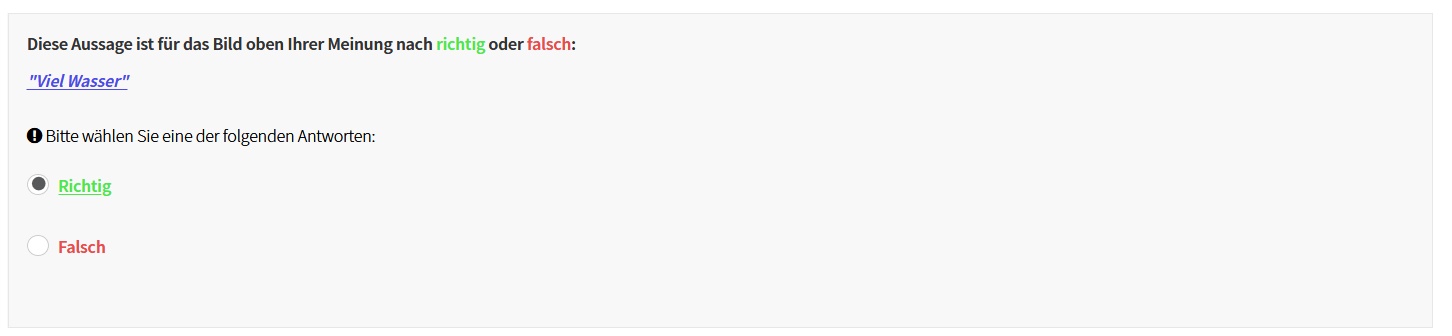 Diese Aussage ist für das Bild oben Ihrer Meinung nach richtig oder falsch:
"Viel Wasser"
Bitte wählen Sie eine der folgenden Antworten:
Richtig
Falsch